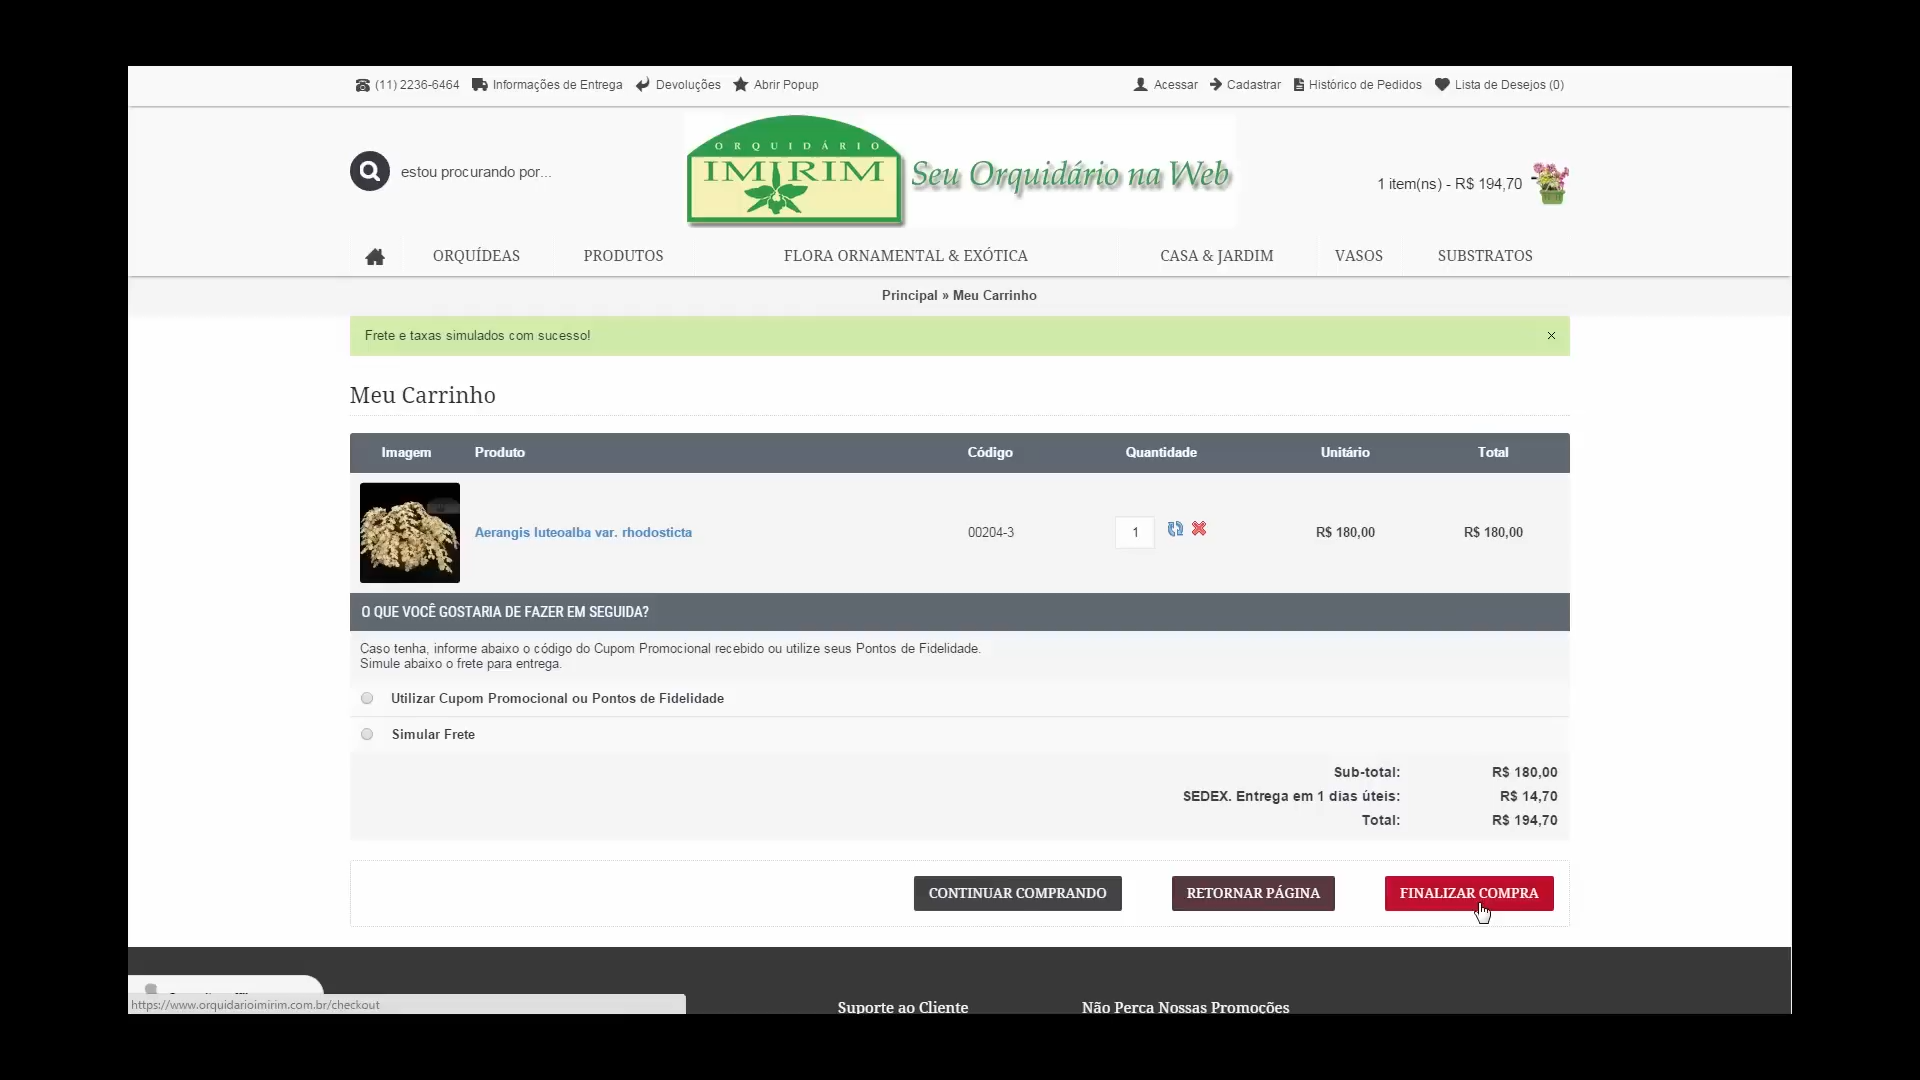 (11) 2236-6464 Informações de Entrega Devoluções Abrir Popup Acessar Cadastrar Histórico de Pedidos Lista de Desejos (0)
ORQUIDÁRIO
IMIRIM Seu Orquidário na Web
estou procurando por...
1 item(ns) - R$ 194,70
ORQUÍDEAS PRODUTOS FLORA ORNAMENTAL & EXÓTICA CASA & JARDIM VASOS SUBSTRATOS
Principal » Meu Carrinho
Frete e taxas simulados com sucesso! ×
Meu Carrinho
Imagem Produto Código Quantidade Unitário Total
Aerangis luteoalba var. rhodosticta 00204-3 1 R$ 180,00 R$ 180,00
O QUE VOCÊ GOSTARIA DE FAZER EM SEGUIDA?
Caso tenha, informe abaixo o código do Cupom Promocional recebido ou utilize seus Pontos de Fidelidade.
Simule abaixo o frete para entrega.
Utilizar Cupom Promocional ou Pontos de Fidelidade
Simular Frete
Sub-total: R$ 180,00
SEDEX. Entrega em 1 dias úteis: R$ 14,70
Total: R$ 194,70
CONTINUAR COMPRANDO RETORNAR PÁGINA FINALIZAR COMPRA
https://www.orquidarioimirim.com.br/checkout
Suporte ao Cliente Não Perca Nossas Promoções